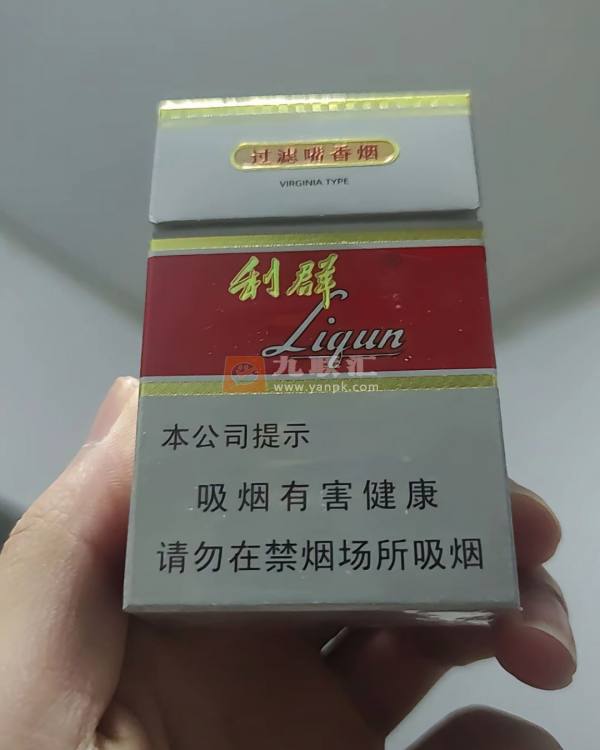 过滤嘴香烟
VIRGINIA TYPE
利群
Liqun
九联汇
www.yanpk.com
本公司提示
吸烟有害健康
请勿在禁烟场所吸烟